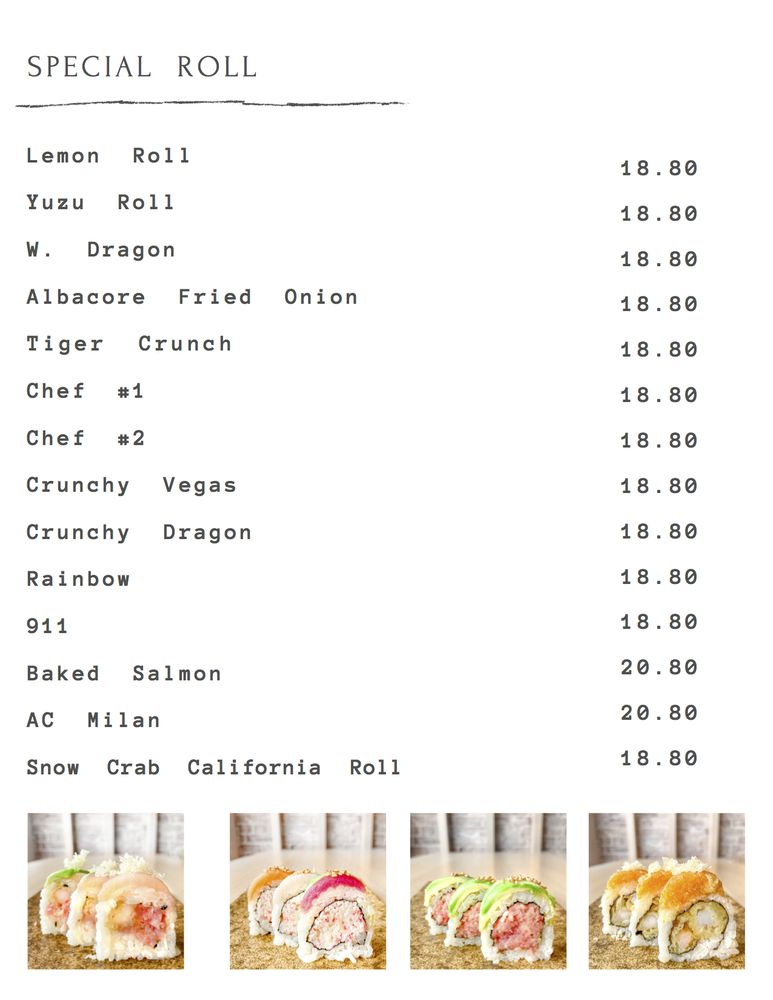 SPECIAL ROLL
Lemon Roll 18.80
Yuzu Roll 18.80
W. Dragon 18.80
Albacore Fried Onion 18.80
Tiger Crunch 18.80
Chef #1 18.80
Chef #2 18.80
Crunchy Vegas 18.80
Crunchy Dragon 18.80
Rainbow 18.80
911 18.80
Baked Salmon 20.80
AC Milan 20.80
Snow Crab California Roll 18.80